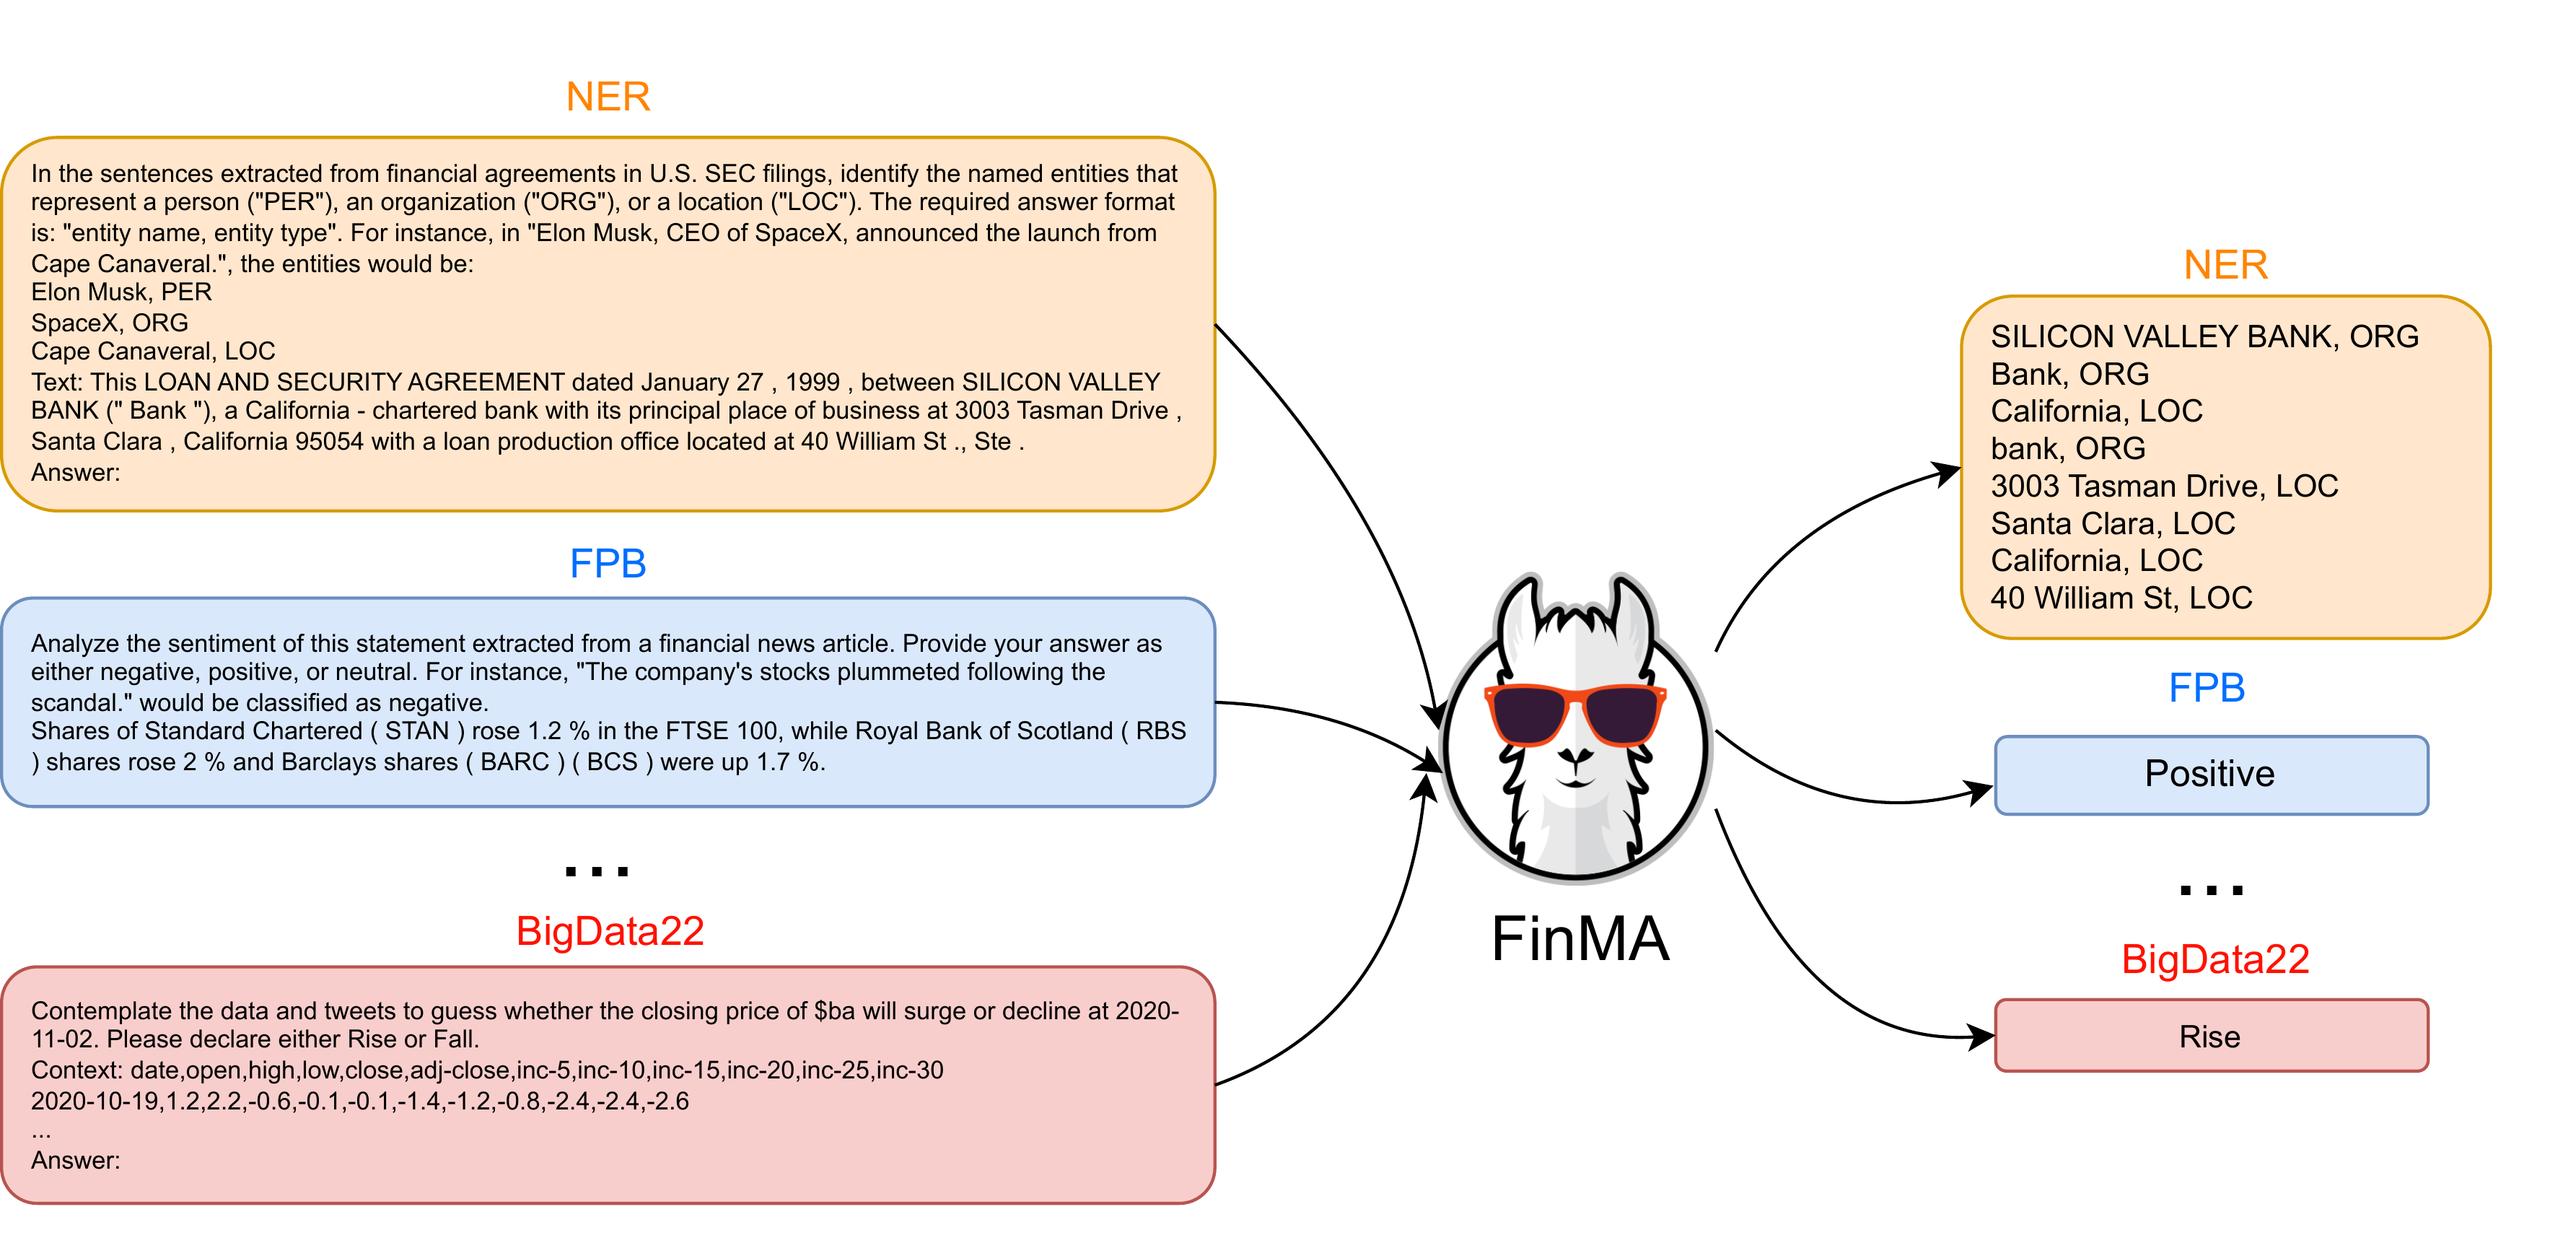 NER
In the sentences extracted from financial agreements in U.S. SEC filings, identify the named entities that
represent a person ("PER"), an organization ("ORG"), or a location ("LOC"). The required answer format
is: "entity name, entity type". For instance, in "Elon Musk, CEO of SpaceX, announced the launch from
Cape Canaveral.", the entities would be:
Elon Musk, PER
SpaceX, ORG
Cape Canaveral, LOC
Text: This LOAN AND SECURITY AGREEMENT dated January 27 , 1999 , between SILICON VALLEY
BANK (" Bank "), a California - chartered bank with its principal place of business at 3003 Tasman Drive ,
Santa Clara , California 95054 with a loan production office located at 40 William St ., Ste .
Answer:
FPB
Analyze the sentiment of this statement extracted from a financial news article. Provide your answer as
either negative, positive, or neutral. For instance, "The company's stocks plummeted following the
scandal." would be classified as negative.
Shares of Standard Chartered ( STAN ) rose 1.2 % in the FTSE 100, while Royal Bank of Scotland ( RBS
) shares rose 2 % and Barclays shares ( BARC ) ( BCS ) were up 1.7 %.
...
BigData22
Contemplate the data and tweets to guess whether the closing price of $ba will surge or decline at 2020-
11-02. Please declare either Rise or Fall.
Context: date,open,high,low,close,adj-close,inc-5,inc-10,inc-15,inc-20,inc-25,inc-30
2020-10-19,1.2,2.2,-0.6,-0.1,-0.1,-1.4,-1.2,-0.8,-2.4,-2.4,-2.6
...
Answer:
FinMA
NER
SILICON VALLEY BANK, ORG
Bank, ORG
California, LOC
bank, ORG
3003 Tasman Drive, LOC
Santa Clara, LOC
California, LOC
40 William St, LOC
FPB
Positive
...
BigData22
Rise